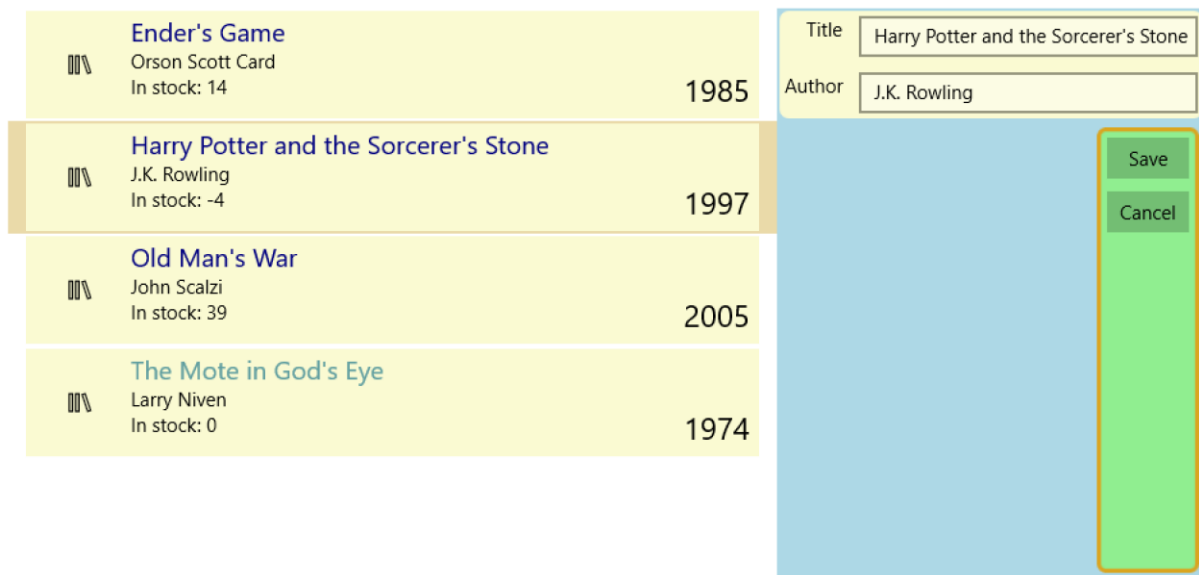 Ender's Game
Orson Scott Card
In stock: 14
1985
Harry Potter and the Sorcerer's Stone
J.K. Rowling
In stock: -4
1997
Old Man's War
John Scalzi
In stock: 39
2005
The Mote in God's Eye
Larry Niven
In stock: 0
1974
Title Harry Potter and the Sorcerer's Stone
Author J.K. Rowling
Save
Cancel